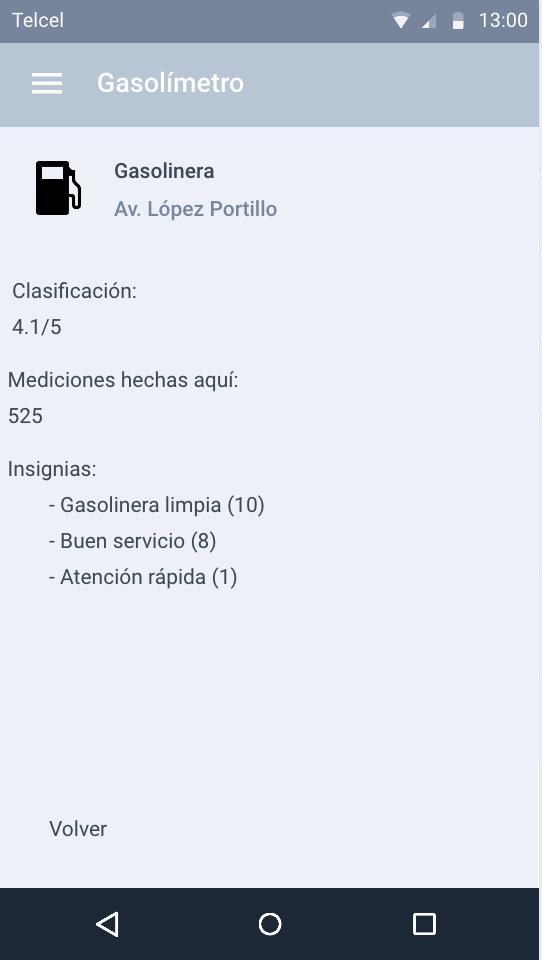 Telcel 13:00
Gasolímetro
Gasolinera
Av. López Portillo
Clasificación:
4.1/5
Mediciones hechas aquí:
525
Insignias:
- Gasolinera limpia (10)
- Buen servicio (8)
- Atención rápida (1)
Volver